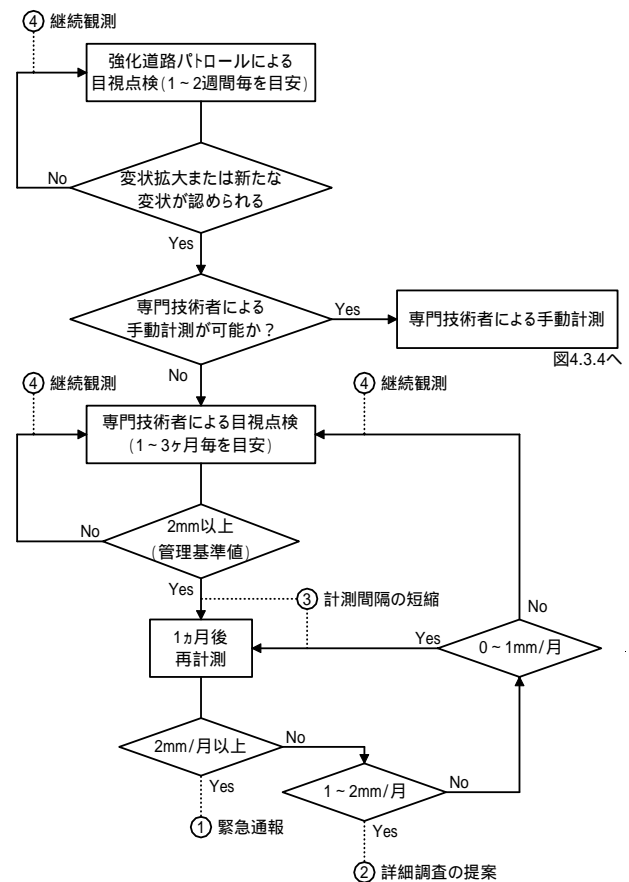 ④ 継続観測
強化道路パトロールによる
目視点検(1~2週間毎を目安)
No
変状拡大または新たな
変状が認められる
Yes
専門技術者による
手動計測が可能か?
Yes
専門技術者による手動計測
図4.3.4へ
No
④ 継続観測
④ 継続観測
専門技術者による目視点検
(1~3ヶ月毎を目安)
No
2mm以上
(管理基準値)
Yes
③ 計測間隔の短縮
No
1ヵ月後
再計測
Yes
0~1mm/月
2mm/月以上
No
Yes
1~2mm/月
No
① 緊急通報
Yes
② 詳細調査の提案